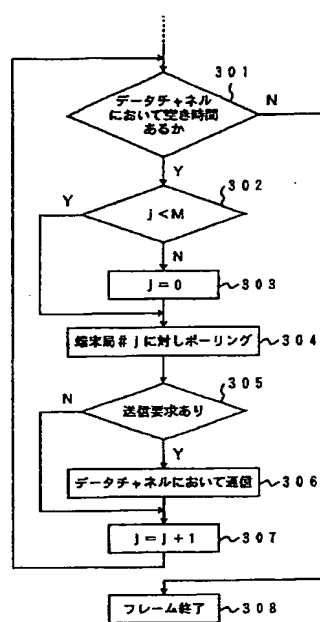 301
データチャネル
において空き時間
あるか
N
Y
302
Y
j<M
N
j=0
303
端末局#jに対しポーリング
304
305
N
送信要求あり
Y
データチャネルにおいて通信
306
j=j+1
307
フレーム終了
308